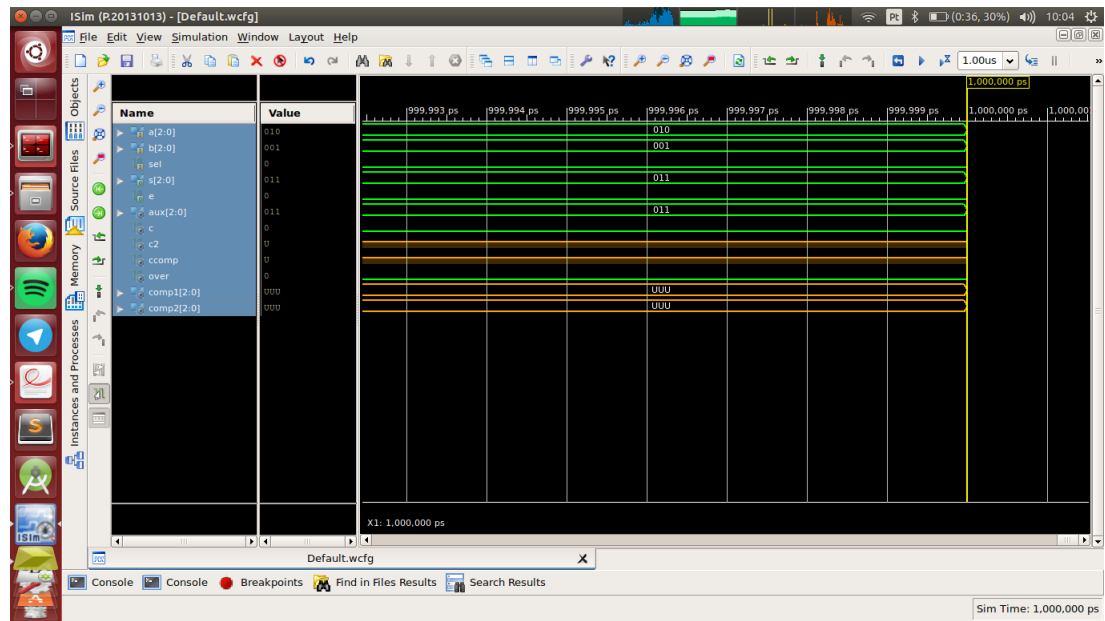 ISim (P.20131013) - [Default.wcfg]
Pt (0:36, 30%) 10:04
File Edit View Simulation Window Layout Help
1.00us
»
1,000,000 ps
Name Value
999,993 ps 999,994 ps 999,995 ps 999,996 ps 999,997 ps 999,998 ps 999,999 ps 1,000,000 ps 1,000,00
a[2:0] 010 010
b[2:0] 001 001
sel 0
s[2:0] 011 011
e 0
aux[2:0] 011 011
c 0
c2 U
ccomp U
over 0
comp1[2:0] UUU UUU
comp2[2:0] UUU UUU
Objects
Source Files
Memory
Instances and Processes
X1: 1,000,000 ps
Default.wcfg
Console Console Breakpoints Find in Files Results Search Results
Sim Time: 1,000,000 ps
ISim